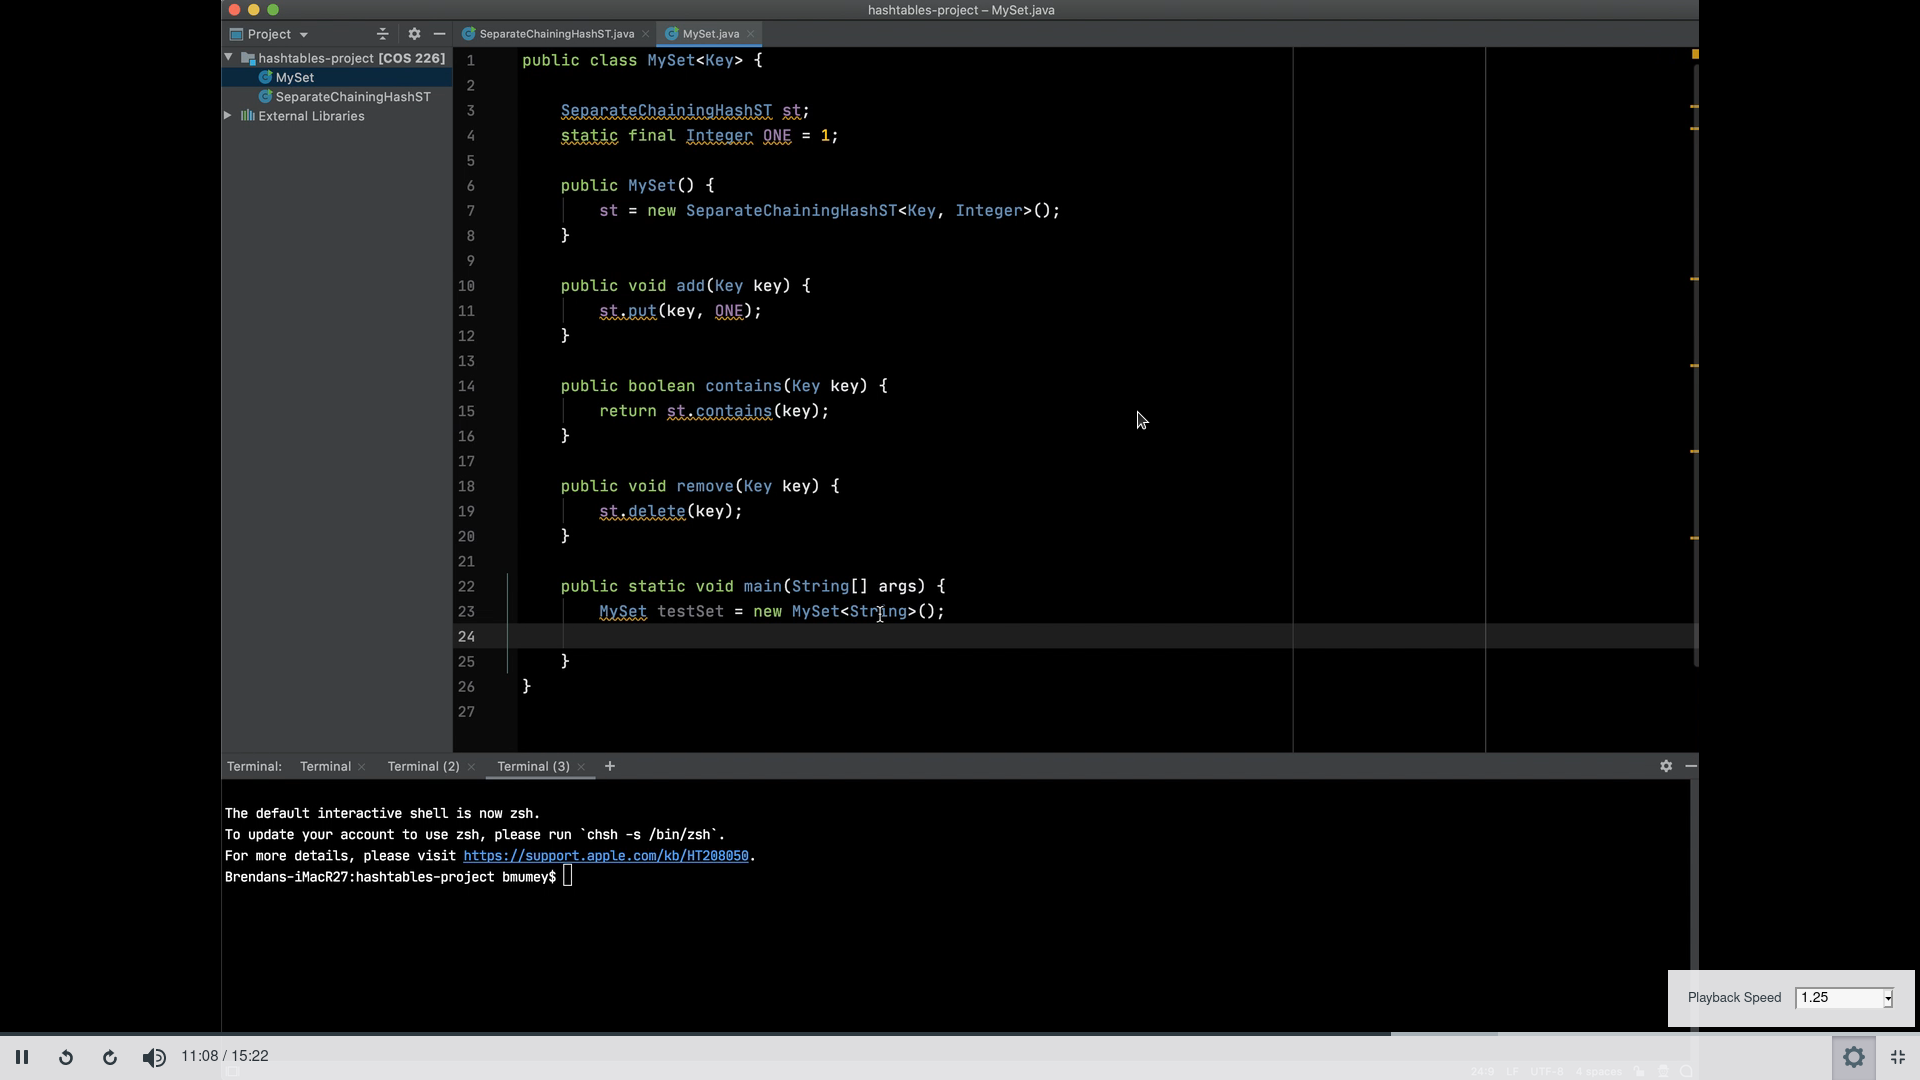 hashtables-project – MySet.java
Project
SeparateChainingHashST.java
MySet.java
hashtables-project [COS 226]
MySet
SeparateChainingHashST
External Libraries
1 public class MySet<Key> {
2
3 SeparateChainingHashST st;
4 static final Integer ONE = 1;
5
6 public MySet() {
7 st = new SeparateChainingHashST<Key, Integer>();
8 }
9
10 public void add(Key key) {
11 st.put(key, ONE);
12 }
13
14 public boolean contains(Key key) {
15 return st.contains(key);
16 }
17
18 public void remove(Key key) {
19 st.delete(key);
20 }
21
22 public static void main(String[] args) {
23 MySet testSet = new MySet<String>();
24
25 }
26 }
27
Terminal: Terminal Terminal (2) Terminal (3) +
The default interactive shell is now zsh.
To update your account to use zsh, please run `chsh -s /bin/zsh`.
For more details, please visit https://support.apple.com/kb/HT208050.
Brendans-iMacR27:hashtables-project bmumey$
Playback Speed 1.25
11:08 / 15:22
24:9 LF UTF-8 4 spaces